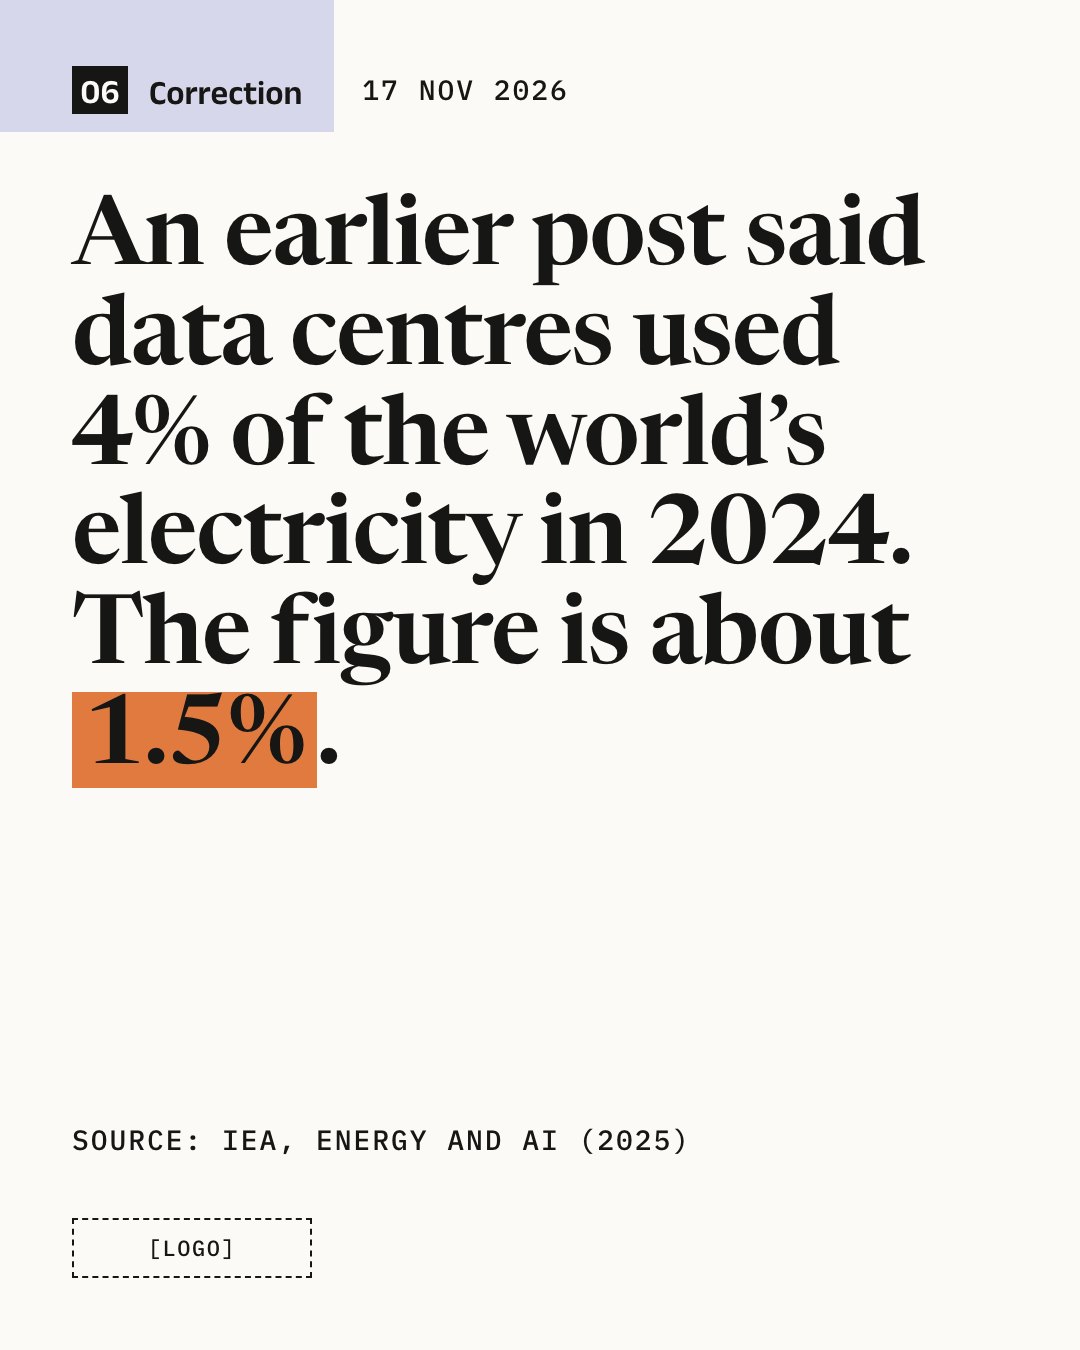 06 Correction 17 NOV 2026
An earlier post said
data centres used
4% of the world’s
electricity in 2024.
The figure is about
1.5%.
SOURCE: IEA, ENERGY AND AI (2025)
[LOGO]